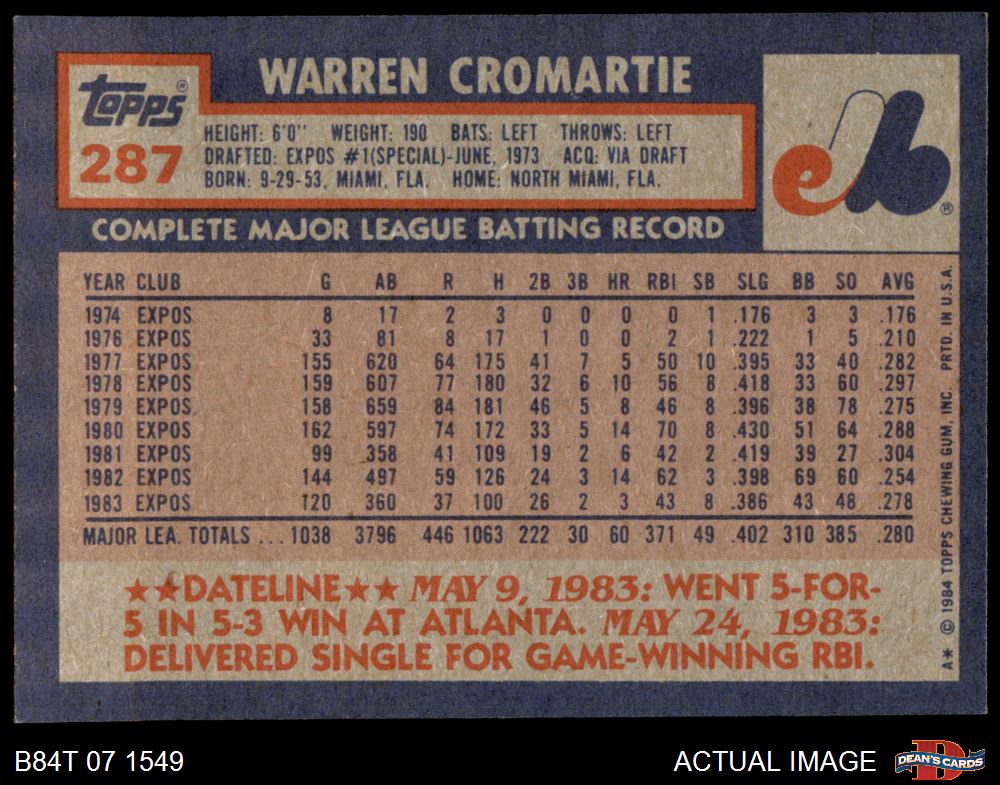 WARREN CROMARTIE
Topps®
287
HEIGHT: 6'0" WEIGHT: 190 BATS: LEFT THROWS: LEFT
DRAFTED: EXPOS #1(SPECIAL)-JUNE, 1973 ACQ: VIA DRAFT
BORN: 9-29-53, MIAMI, FLA. HOME: NORTH MIAMI, FLA.
eb®
COMPLETE MAJOR LEAGUE BATTING RECORD
YEAR CLUB G AB R H 2B 3B HR RBI SB SLG BB SO AVG
1974 EXPOS 8 17 2 3 0 0 0 0 1 .176 3 3 .176
1976 EXPOS 33 81 8 17 1 0 0 2 1 .222 1 5 .210
1977 EXPOS 155 620 64 175 41 7 5 50 10 .395 33 40 .282
1978 EXPOS 159 607 77 180 32 6 10 56 8 .418 33 60 .297
1979 EXPOS 158 659 84 181 46 5 8 46 8 .396 38 78 .275
1980 EXPOS 162 597 74 172 33 5 14 70 8 .430 51 64 .288
1981 EXPOS 99 358 41 109 19 2 6 42 2 .419 39 27 .304
1982 EXPOS 144 497 59 126 24 3 14 62 3 .398 69 60 .254
1983 EXPOS 120 360 37 100 26 2 3 43 8 .386 43 48 .278
MAJOR LEA. TOTALS ... 1038 3796 446 1063 222 30 60 371 49 .402 310 385 .280
★★DATELINE★★ MAY 9, 1983: WENT 5-FOR-
5 IN 5-3 WIN AT ATLANTA. MAY 24, 1983:
DELIVERED SINGLE FOR GAME-WINNING RBI.
A* © 1984 TOPPS CHEWING GUM, INC. PRTD. IN U.S.A.
B84T 07 1549
ACTUAL IMAGE
D
DEAN'S CARDS